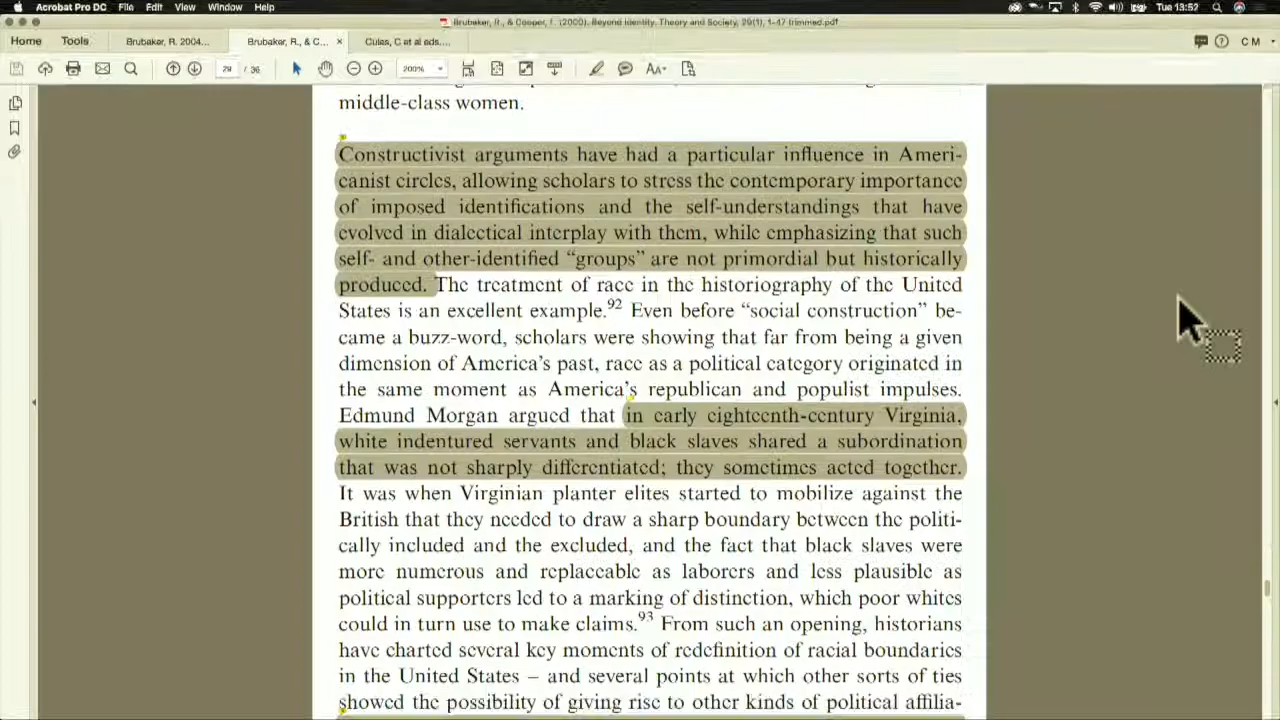 Acrobat Pro DC File Edit View Window Help Tue 13:52
Brubaker, R., & Cooper, F. (2000). Beyond Identity. Theory and Society, 29(1), 1-47 trimmed.pdf
Home Tools Brubaker, R. 2004... Brubaker, R., & C... × et al eds.... C M
29 / 36 200%
middle-class women.
Constructivist arguments have had a particular influence in Ameri-
canist circles, allowing scholars to stress the contemporary importance
of imposed identifications and the self-understandings that have
evolved in dialectical interplay with them, while emphasizing that such
self- and other-identified “groups” are not primordial but historically
produced. The treatment of race in the historiography of the United
States is an excellent example.92 Even before “social construction” be-
came a buzz-word, scholars were showing that far from being a given
dimension of America’s past, race as a political category originated in
the same moment as America’s republican and populist impulses.
Edmund Morgan argued that in early eighteenth-century Virginia,
white indentured servants and black slaves shared a subordination
that was not sharply differentiated; they sometimes acted together.
It was when Virginian planter elites started to mobilize against the
British that they needed to draw a sharp boundary between the politi-
cally included and the excluded, and the fact that black slaves were
more numerous and replaceable as laborers and less plausible as
political supporters led to a marking of distinction, which poor whites
could in turn use to make claims.93 From such an opening, historians
have charted several key moments of redefinition of racial boundaries
in the United States – and several points at which other sorts of ties
showed the possibility of giving rise to other kinds of political affilia-